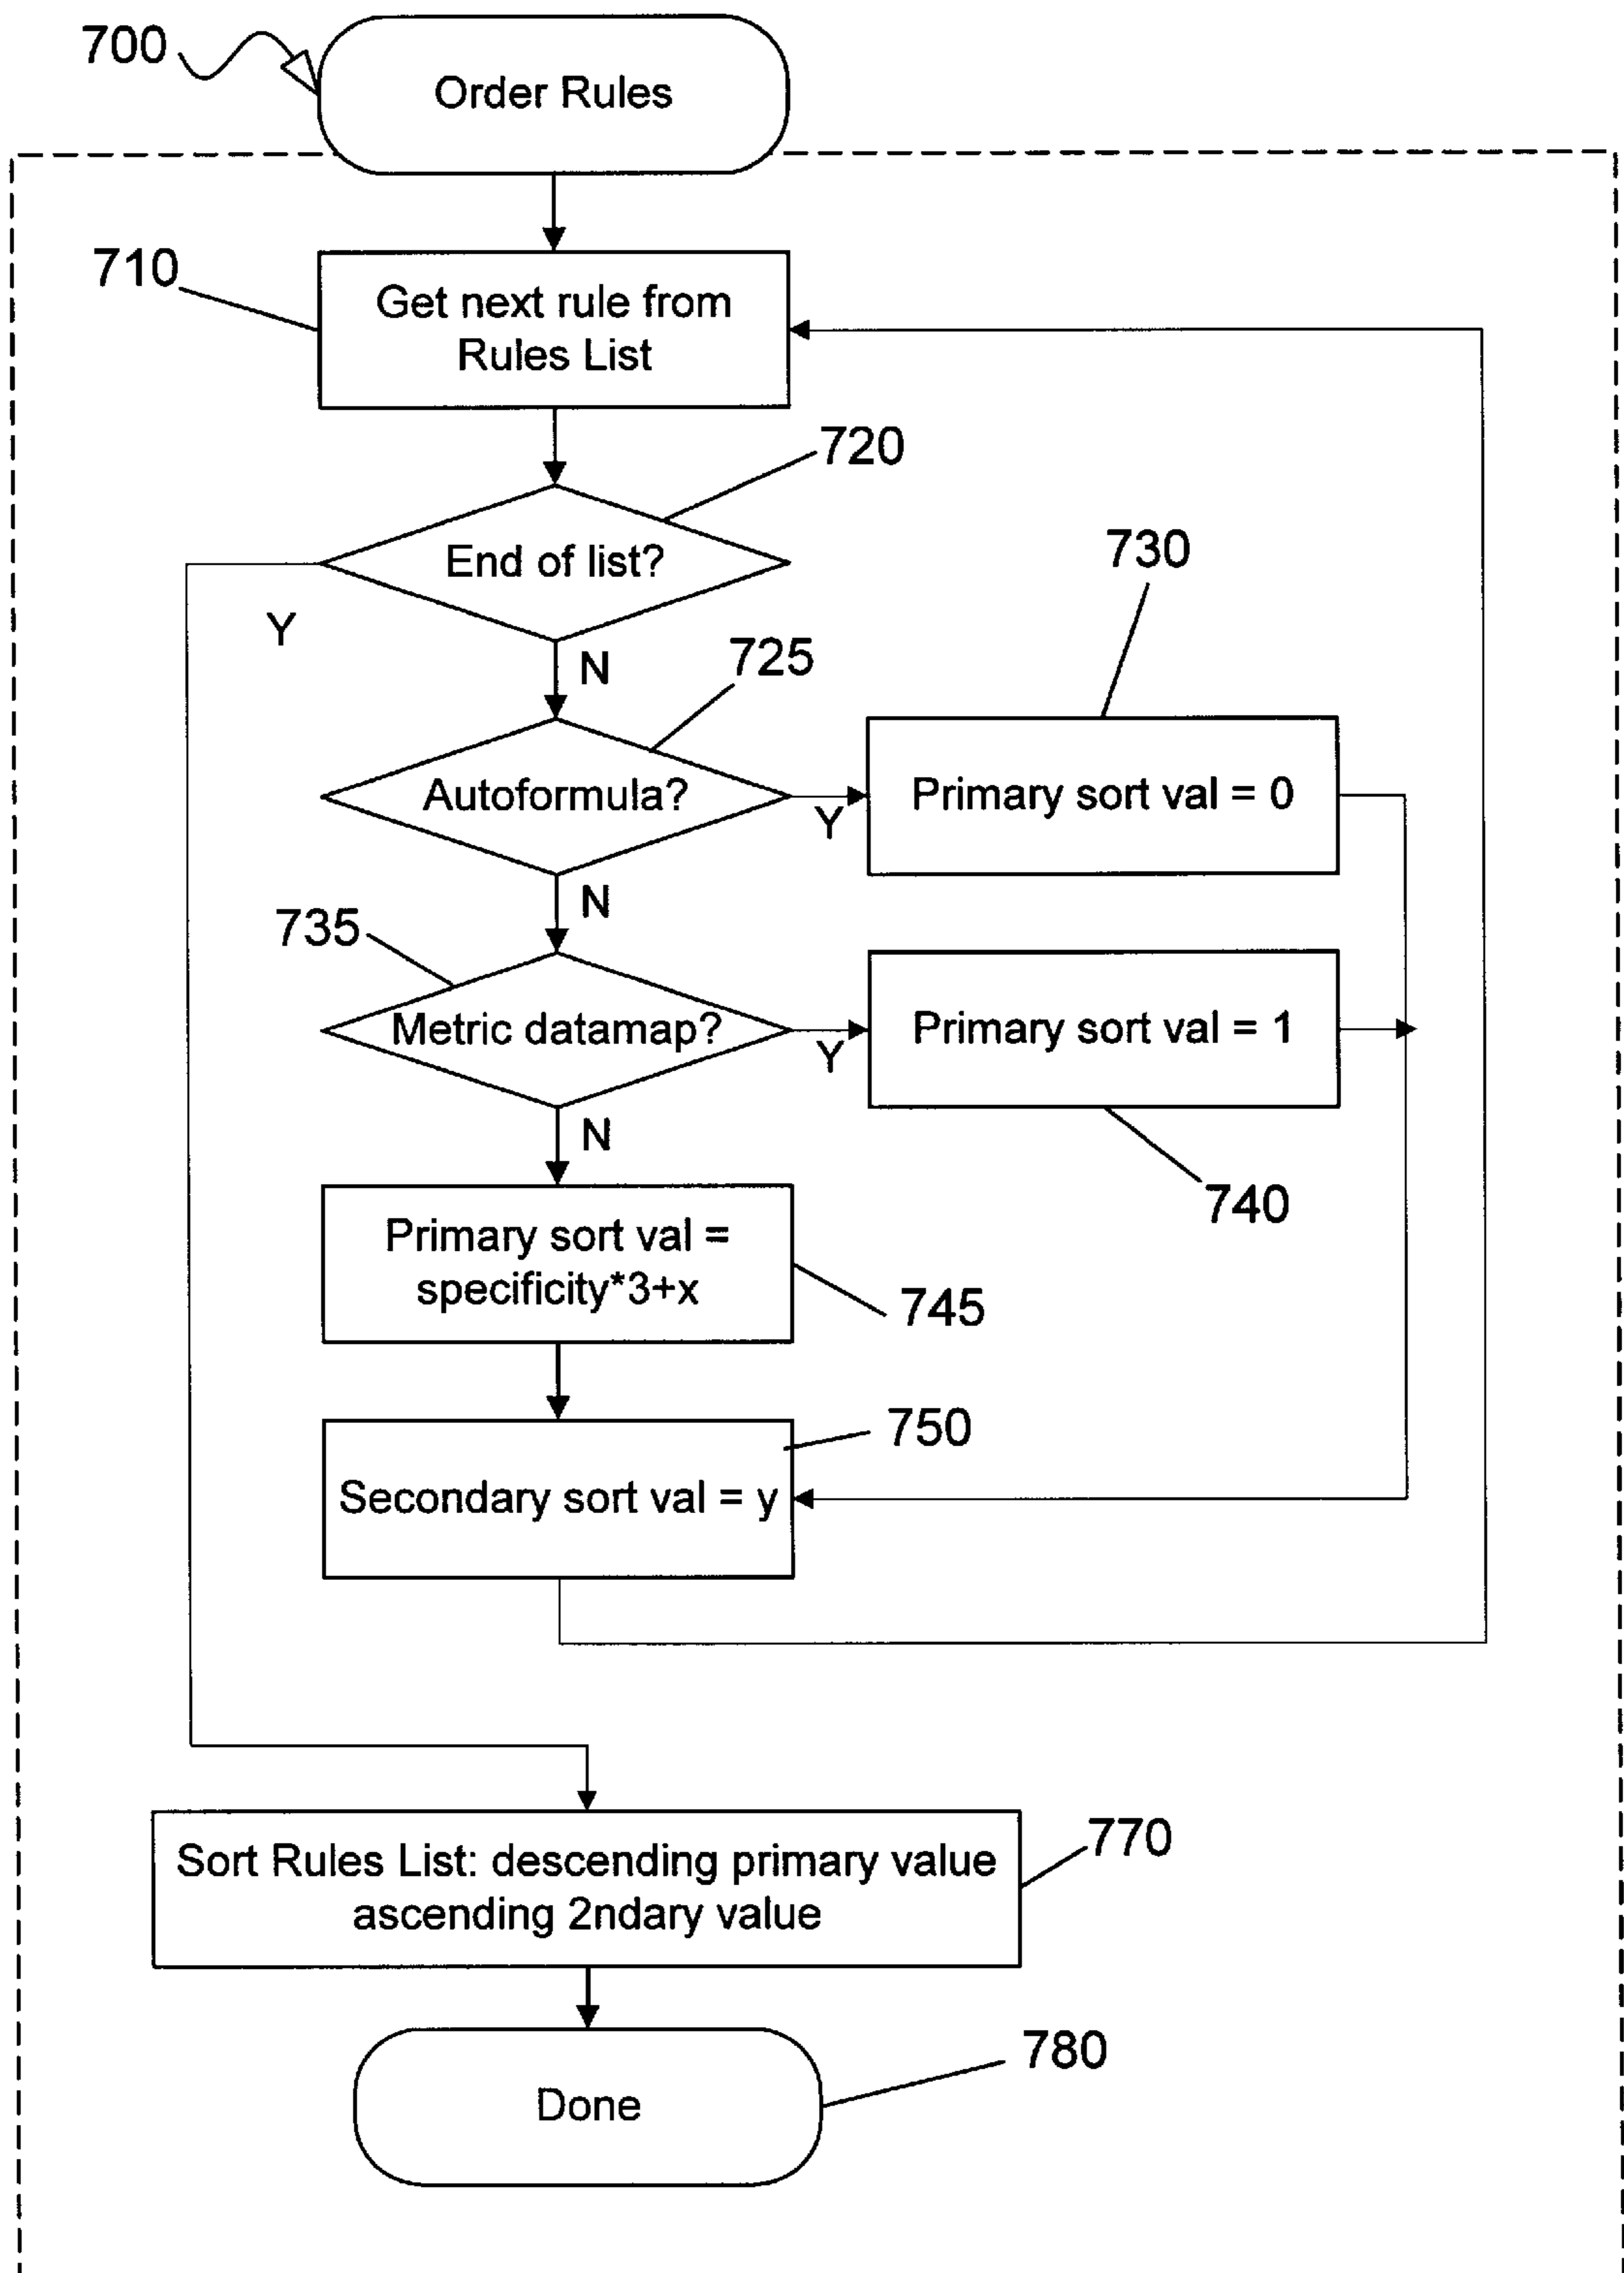 700
Order Rules
710
Get next rule from
Rules List
720
End of list?
Y
N
725
730
Autoformula?
Y
Primary sort val = 0
N
735
Metric datamap?
Y
Primary sort val = 1
N
740
Primary sort val =
specificity*3+x
745
750
Secondary sort val = y
770
Sort Rules List: descending primary value
ascending 2ndary value
780
Done